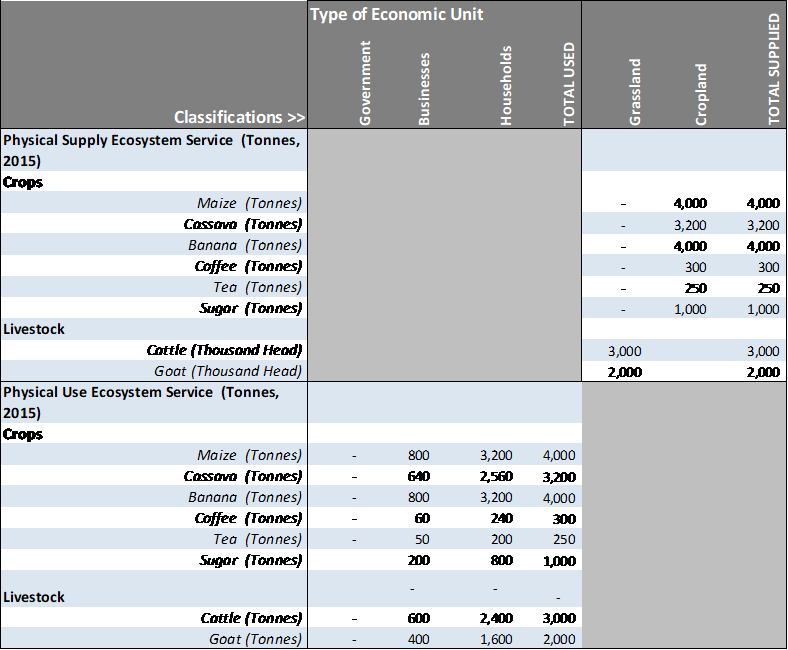 Type of Economic Unit
Classifications >> Government Businesses Households TOTAL USED Grassland Cropland TOTAL SUPPLIED
Physical Supply Ecosystem Service (Tonnes,
2015)
Crops
Maize (Tonnes) - 4,000 4,000
Cassava (Tonnes) - 3,200 3,200
Banana (Tonnes) - 4,000 4,000
Coffee (Tonnes) - 300 300
Tea (Tonnes) - 250 250
Sugar (Tonnes) - 1,000 1,000
Livestock
Cattle (Thousand Head) 3,000 3,000
Goat (Thousand Head) 2,000 2,000
Physical Use Ecosystem Service (Tonnes,
2015)
Crops
Maize (Tonnes) - 800 3,200 4,000
Cassava (Tonnes) - 640 2,560 3,200
Banana (Tonnes) - 800 3,200 4,000
Coffee (Tonnes) - 60 240 300
Tea (Tonnes) - 50 200 250
Sugar (Tonnes) 200 800 1,000
Livestock - - -
Cattle (Tonnes) - 600 2,400 3,000
Goat (Tonnes) - 400 1,600 2,000